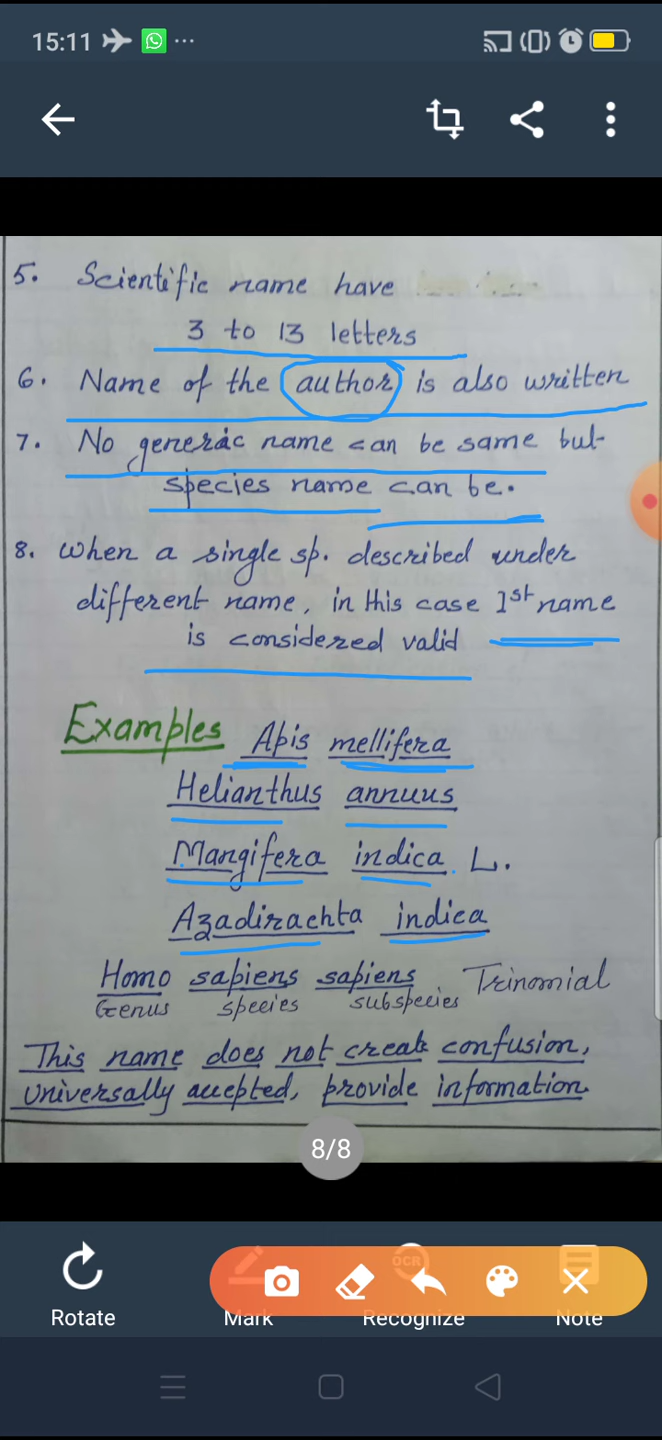 15:11
5. Scientific name have
3 to 13 letters
6. Name of the author is also written
7. No generic name can be same but
species name can be.
8. When a single sp. described under
different name, in this case 1st name
is considered valid
Examples Apis mellifera
Helianthus annuus
Mangifera indica L.
Azadirachta indica
Homo sapiens sapiens Trinomial
Genus species subspecies
This name does not create confusion,
Universally accepted, provide information
8/8
OCR
Rotate Mark Recognize Note